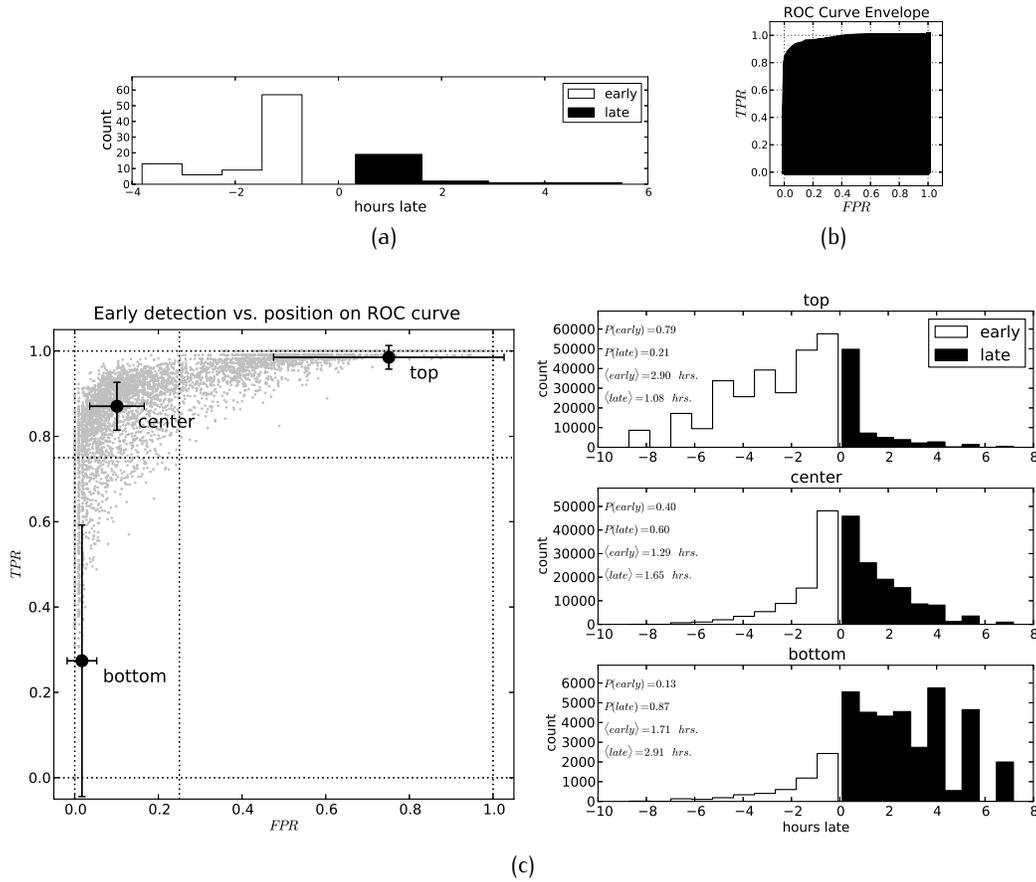 ROC Curve Envelope
60
50
40
30
20
10
0
count
early
late
−4 −2 0 2 4 6
hours late
(a)
1.0
0.8
0.6
0.4
0.2
0.0
TPR
0.0 0.2 0.4 0.6 0.8 1.0
FPR
(b)
Early detection vs. position on ROC curve
1.0
0.8
0.6
0.4
0.2
0.0
TPR
top
center
bottom
0.0 0.2 0.4 0.6 0.8 1.0
FPR
top
60000
50000
40000
30000
20000
10000
0
count
P(early)=0.79
P(late)=0.21
⟨early⟩=2.90 hrs.
⟨late⟩=1.08 hrs.
early
late
−10 −8 −6 −4 −2 0 2 4 6 8
center
50000
40000
30000
20000
10000
0
count
P(early)=0.40
P(late)=0.60
⟨early⟩=1.29 hrs.
⟨late⟩=1.65 hrs.
−10 −8 −6 −4 −2 0 2 4 6 8
bottom
6000
5000
4000
3000
2000
1000
0
count
P(early)=0.13
P(late)=0.87
⟨early⟩=1.71 hrs.
⟨late⟩=2.91 hrs.
−10 −8 −6 −4 −2 0 2 4 6 8
hours late
(c)